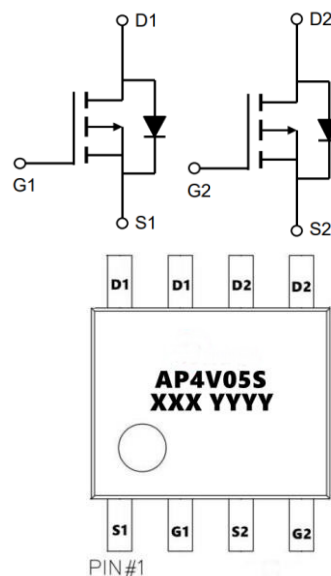 D1 D2
G1 G2
S1 S2
D1 D1 D2 D2
AP4V05S
XXX YYYY
S1 G1 S2 G2
PIN#1